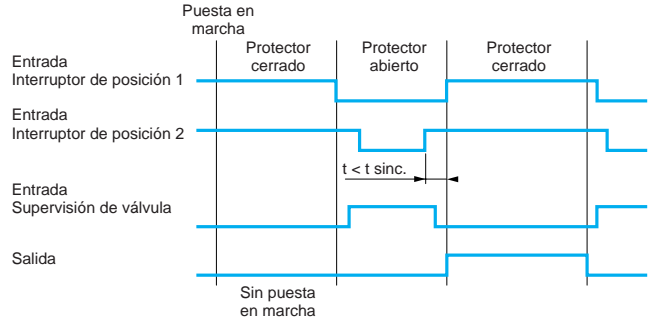 Puesta en
marcha
Protector
cerrado
Protector
abierto
Protector
cerrado
Entrada
Interruptor de posición 1
Entrada
Interruptor de posición 2
t < t sinc.
Entrada
Supervisión de válvula
Salida
Sin puesta
en marcha